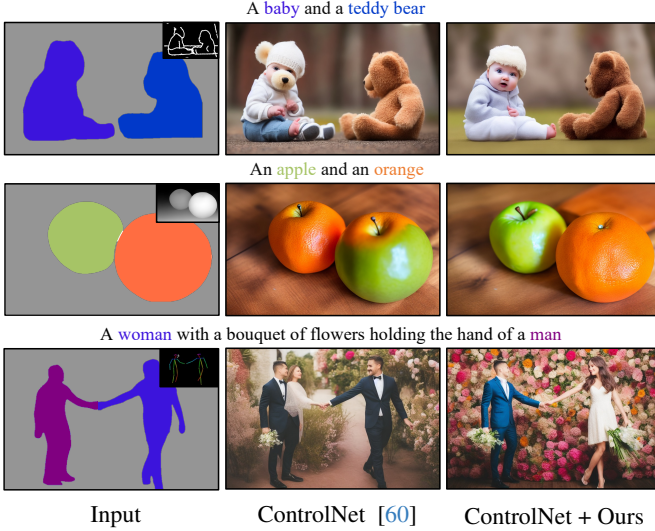 A baby and a teddy bear
An apple and an orange
A woman with a bouquet of flowers holding the hand of a man
Input
ControlNet [60]
ControlNet + Ours